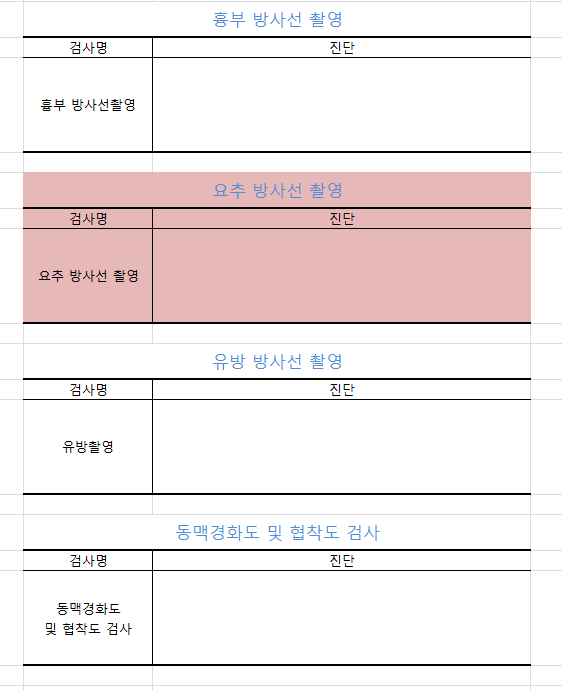 흉부 방사선 촬영
검사명 진단
흉부 방사선촬영
요추 방사선 촬영
검사명 진단
요추 방사선 촬영
유방 방사선 촬영
검사명 진단
유방촬영
동맥경화도 및 협착도 검사
검사명 진단
동맥경화도
및 협착도 검사